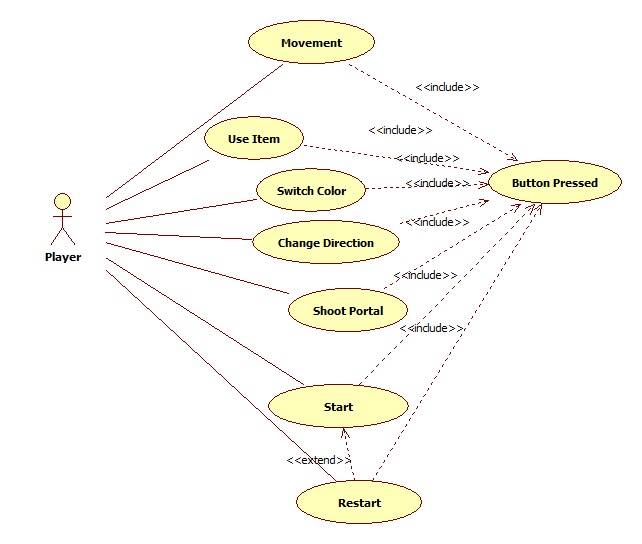 Movement
<<include>>
<<include>>
Use Item
<<include>>
Switch Color
<<include>>
Button Pressed
Player
Change Direction
<<include>>
<<include>>
Shoot Portal
<<include>>
Start
<<extend>>
Restart